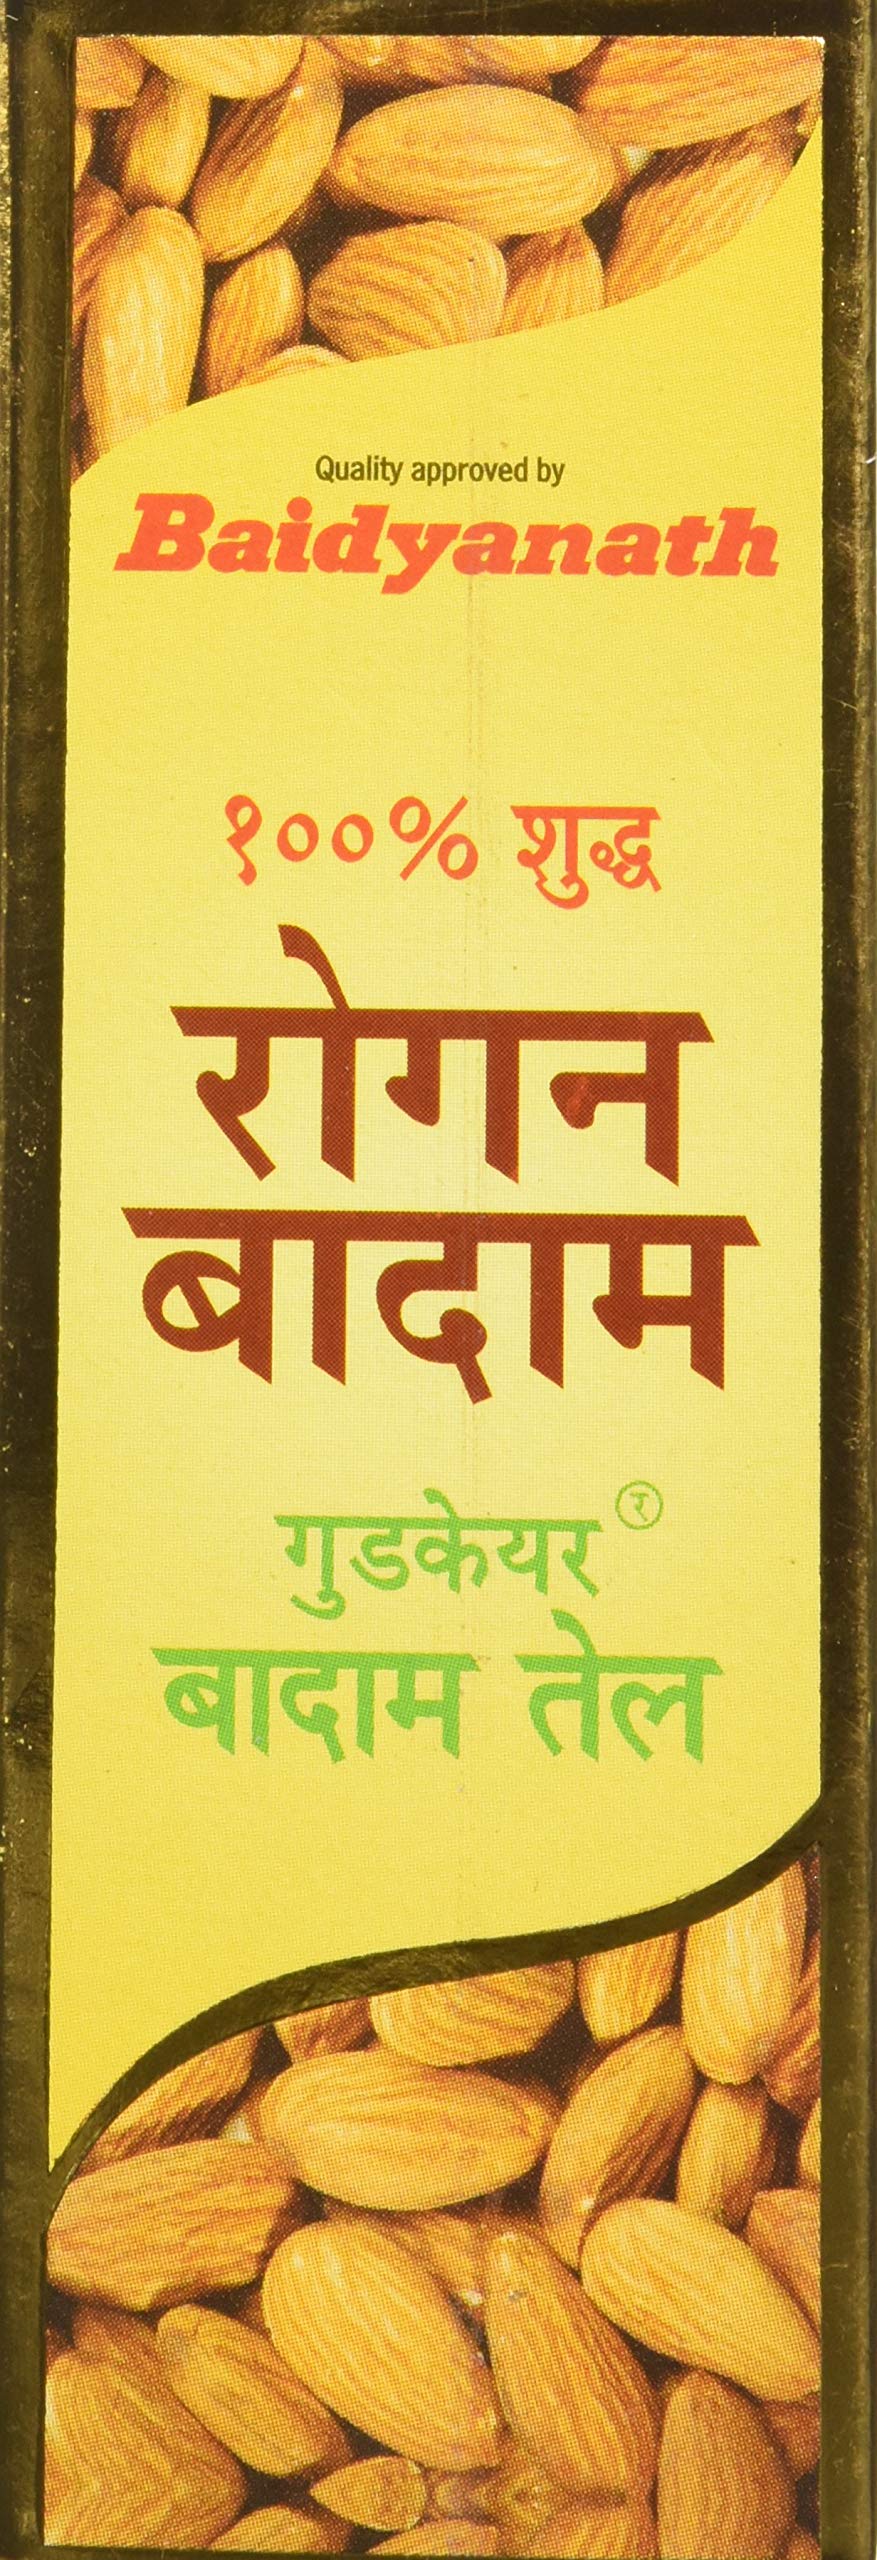 Quality approved by
Baidyanath
१००% शुद्ध
रोगन
बादाम
गुडकेयर र
बादाम तेल